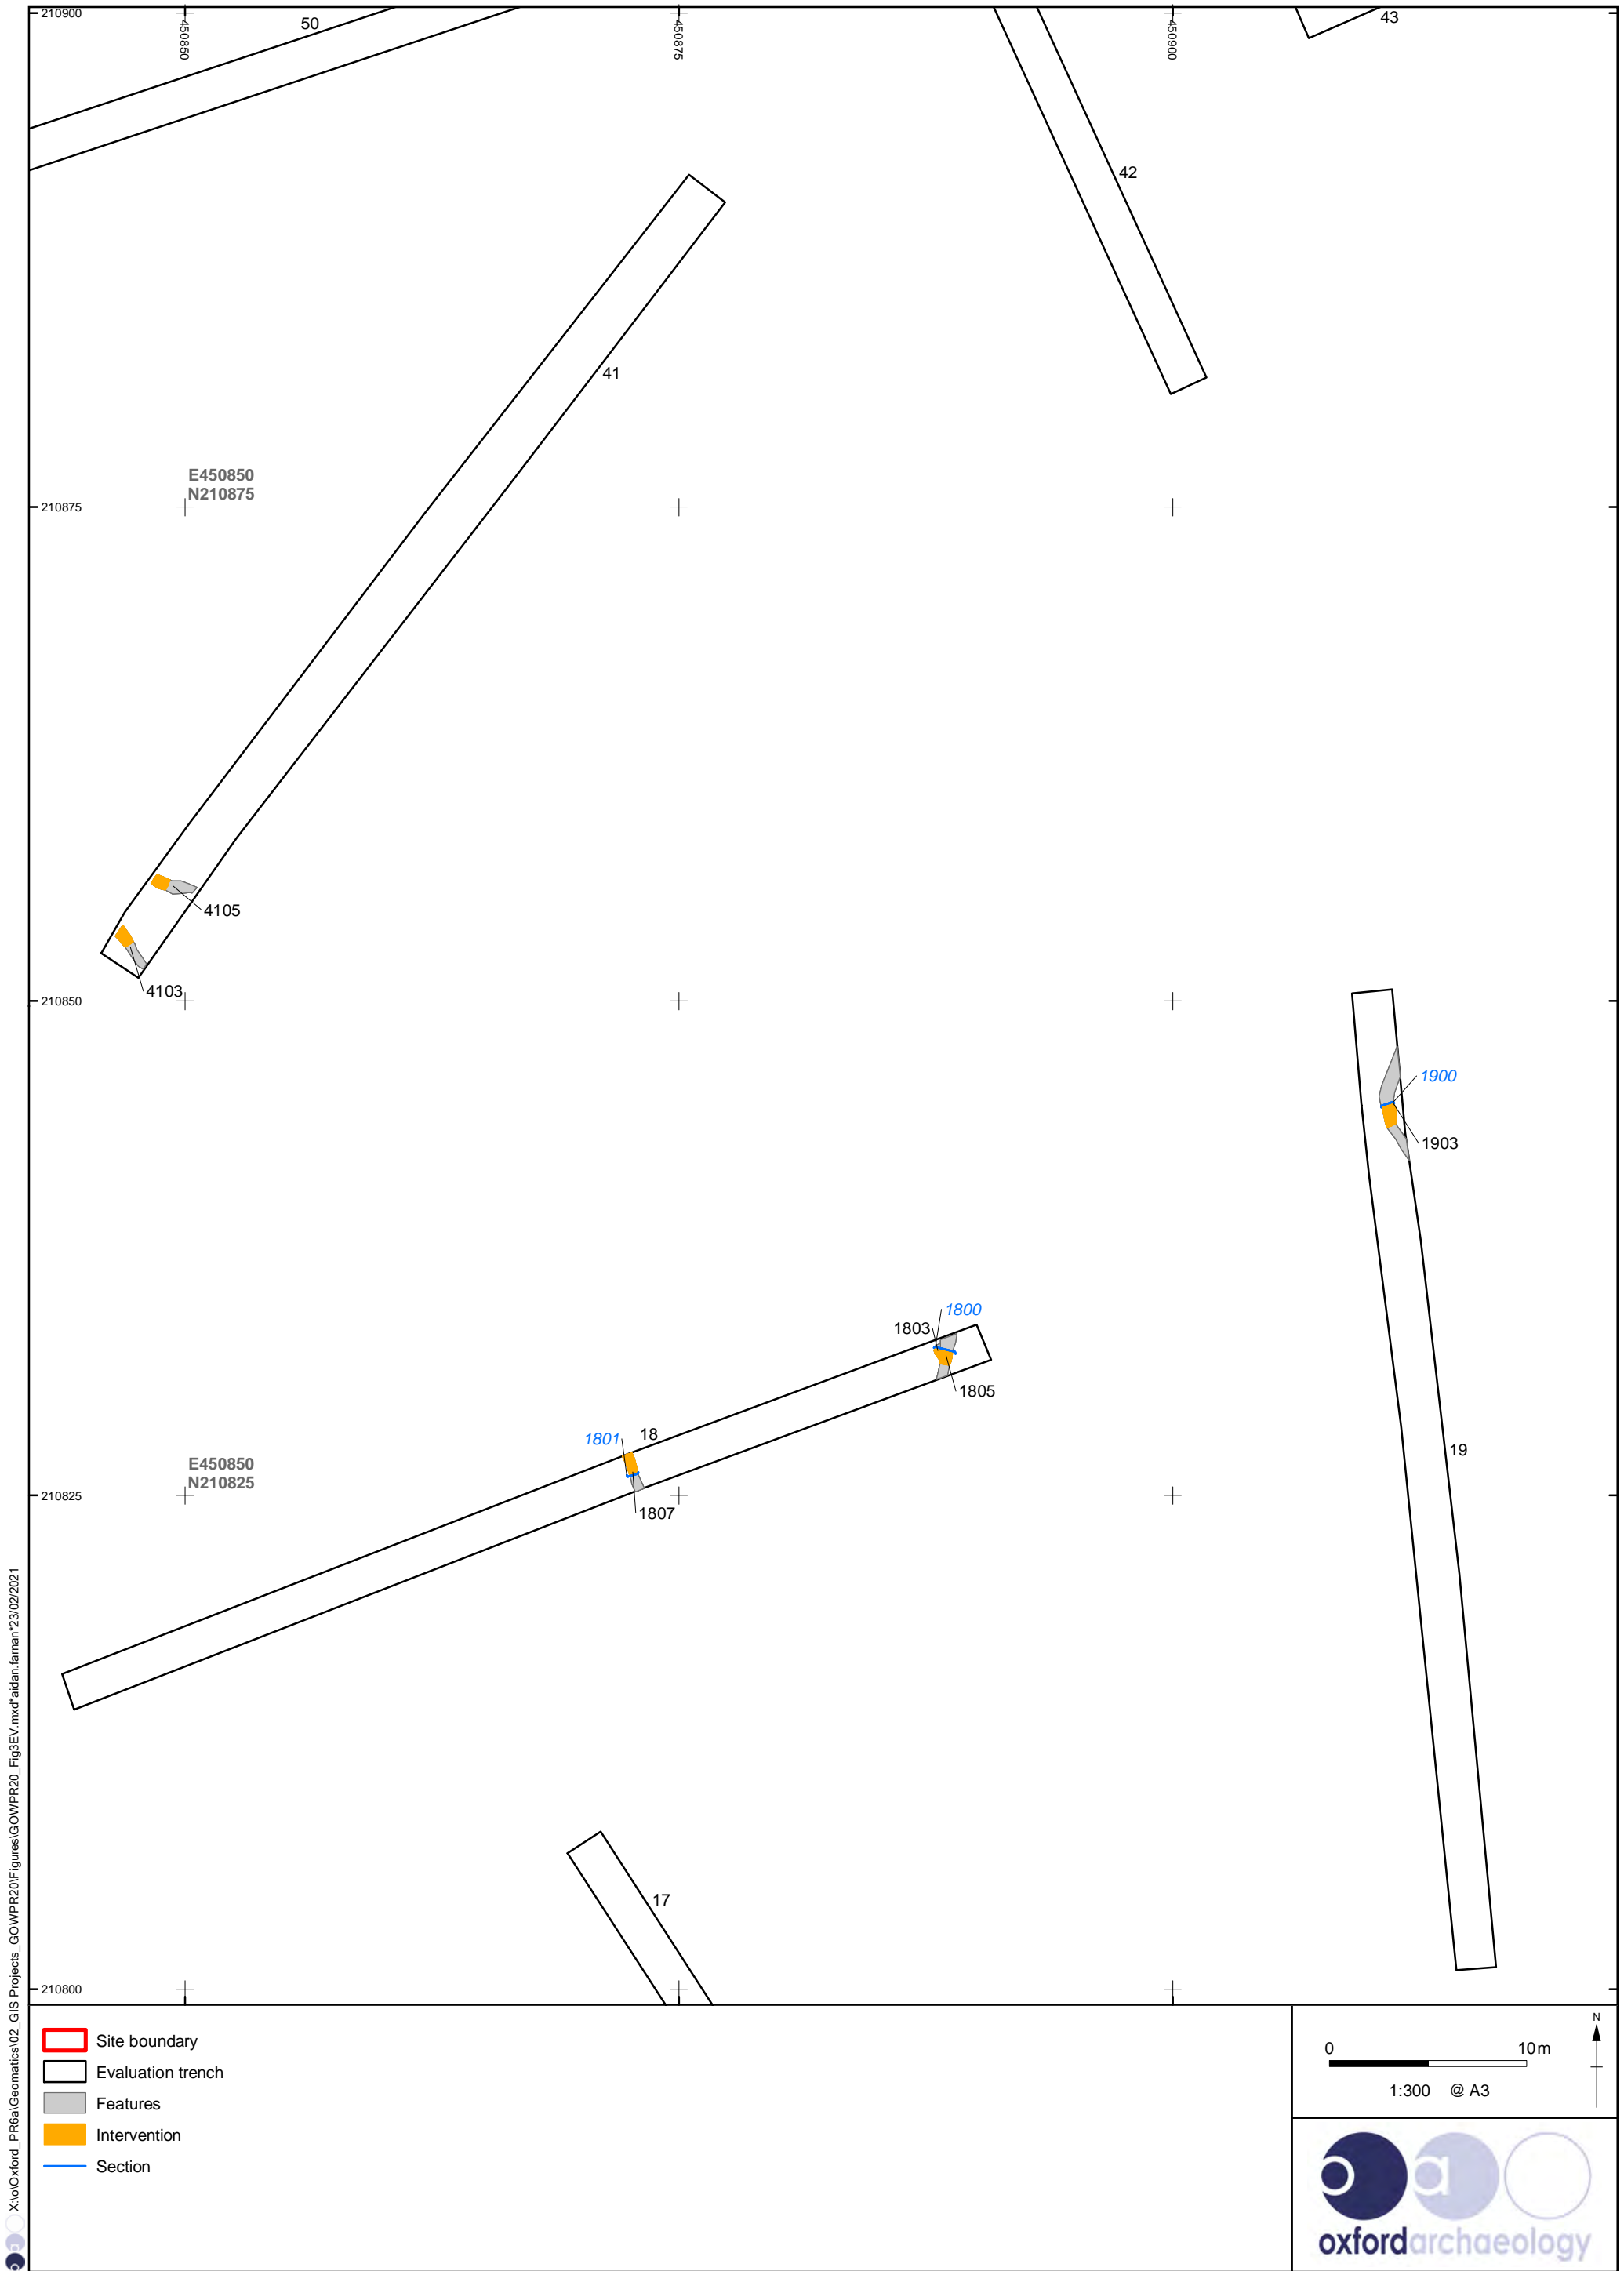 210900
450850
450875
450900
50
43
42
41
E450850
N210875
210875
4105
4103
210850
1900
1903
1800
1803
1805
18
1801
1807
19
E450850
N210825
210825
17
210800
Site boundary
Evaluation trench
Features
Intervention
Section
0 10m
1:300 @ A3
N
oxfordarchaeology
X:\o\Oxford_PR6a\Geomatics\02_GIS Projects_GOWPR20\Figures\GOWPR20_Fig3EV.mxd*aidan.farnan*23/02/2021